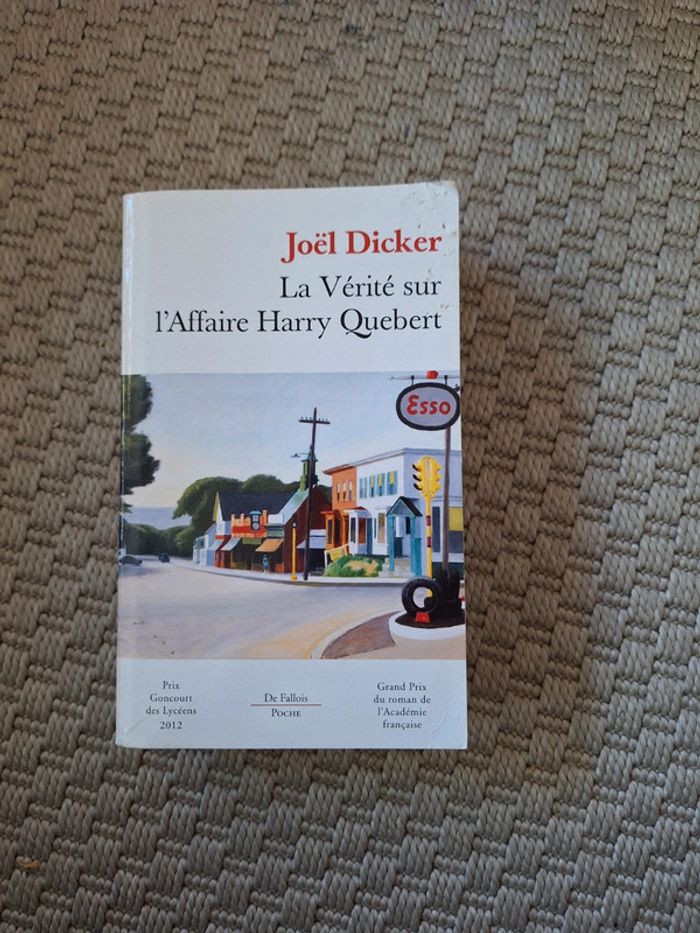 Joël Dicker
La Vérité sur
l'Affaire Harry Quebert
Esso
Prix
Goncourt
des Lycéens
2012
De Fallois
POCHE
Grand Prix
du roman de
l'Académie
française